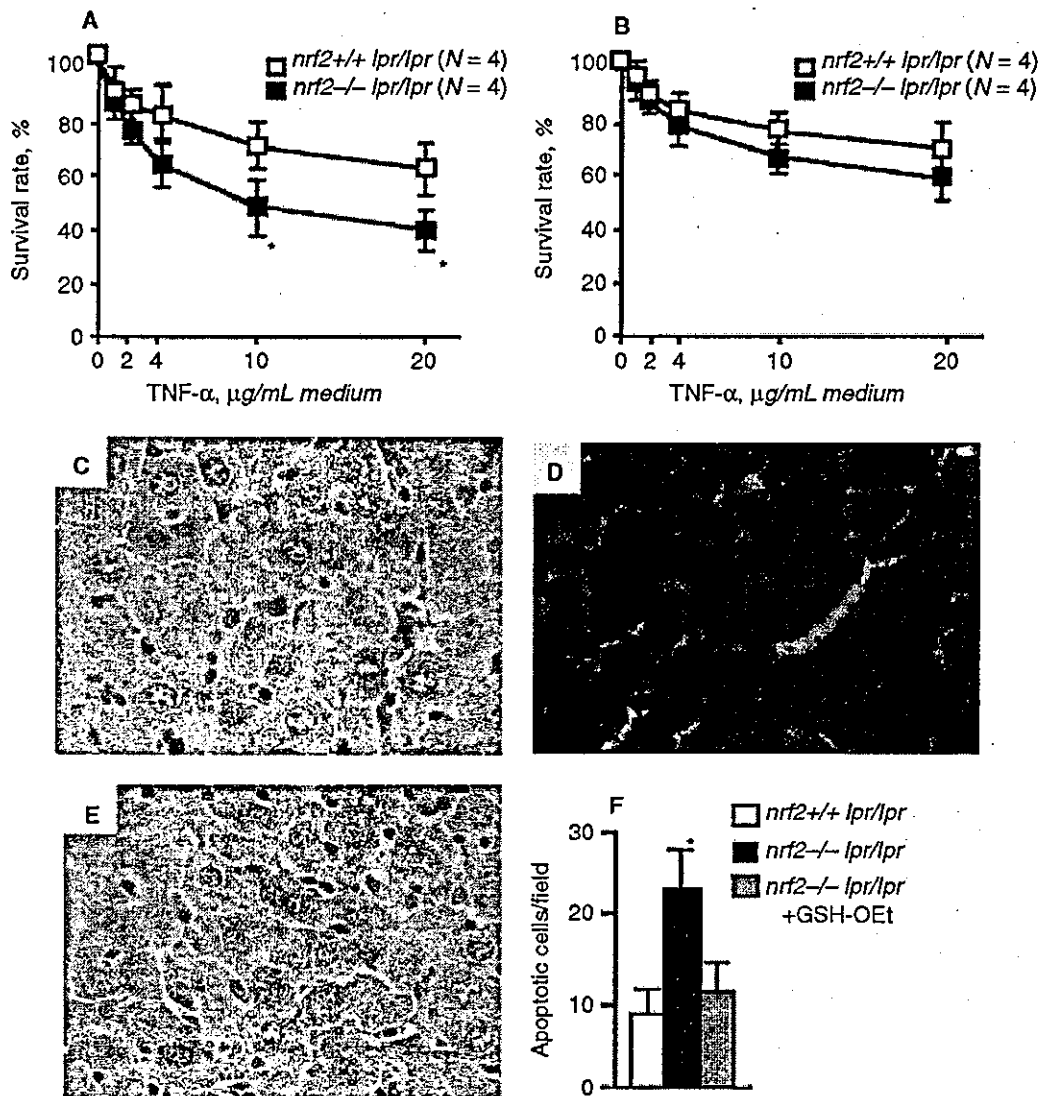 A
nrf2+/+ lpr/lpr (N = 4)
nrf2–/– lpr/lpr (N = 4)
100
80
60
40
20
0
Survival rate, %
0 2 4 10 20
TNF-α, µg/mL medium
*
*
B
nrf2+/+ lpr/lpr (N = 4)
nrf2–/– lpr/lpr (N = 4)
100
80
60
40
20
0
Survival rate, %
0 2 4 10 20
TNF-α, µg/mL medium
C
D
E
F
nrf2+/+ lpr/lpr
nrf2–/– lpr/lpr
nrf2–/– lpr/lpr
+GSH-OEt
30
20
10
0
Apoptotic cells/field
*